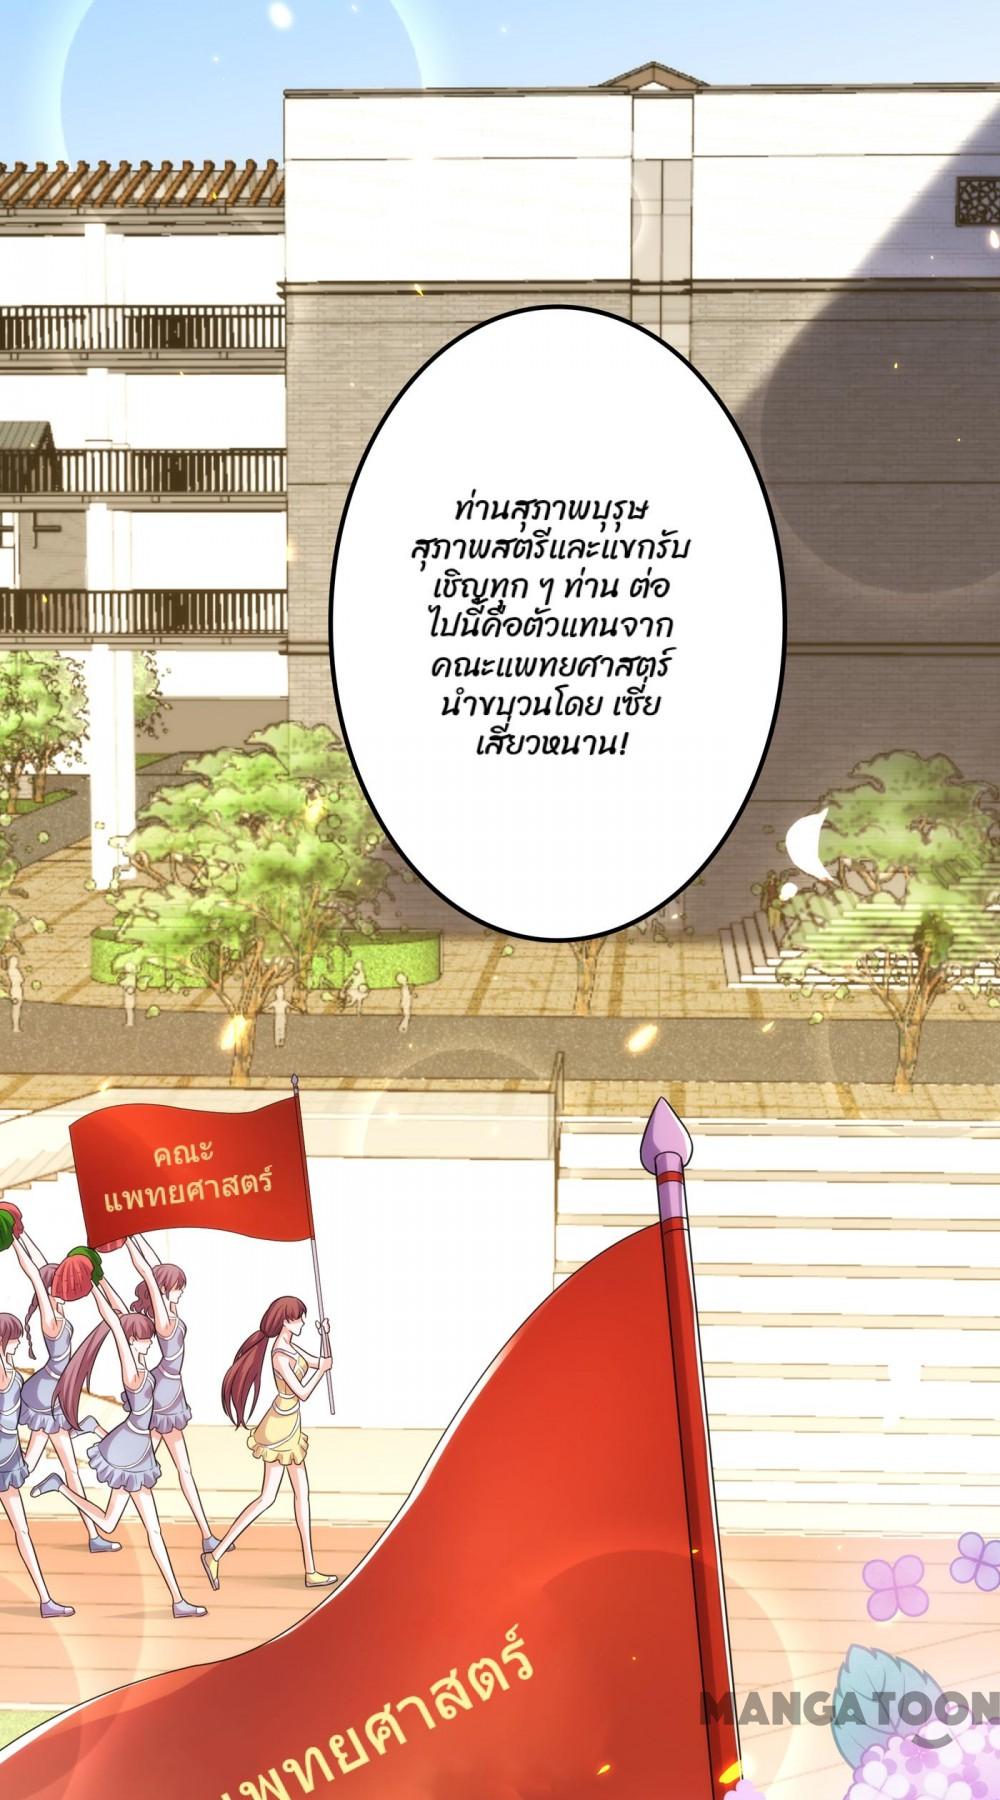 ท่านสุภาพบุรุษ
สุภาพสตรีและแขกรับ
เชิญทุก ๆ ท่าน ต่อ
ไปนี้คือตัวแทนจาก
คณะแพทยศาสตร์
นำขบวนโดย เซี่ย
เสี่ยวหนาน!
คณะ
แพทยศาสตร์
แพทยศาสตร์
MANGATOON